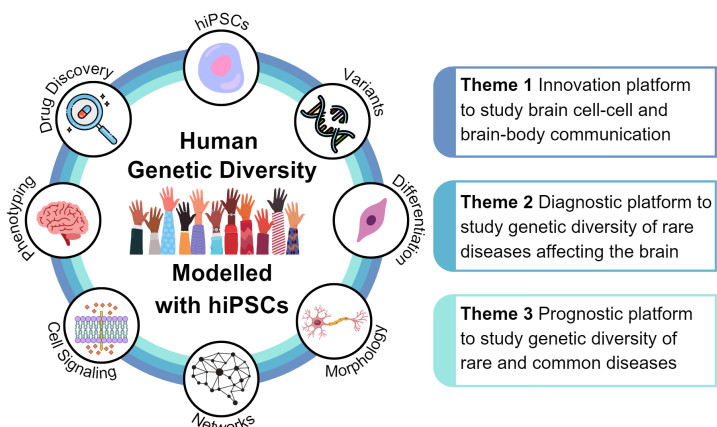 hiPSCs
Variants
Differentiation
Morphology
Networks
Cell Signaling
Phenotyping
Drug Discovery
Human
Genetic Diversity
Modelled
with hiPSCs
Theme 1 Innovation platform
to study brain cell-cell and
brain-body communication
Theme 2 Diagnostic platform to
study genetic diversity of rare
diseases affecting the brain
Theme 3 Prognostic platform
to study genetic diversity of
rare and common diseases